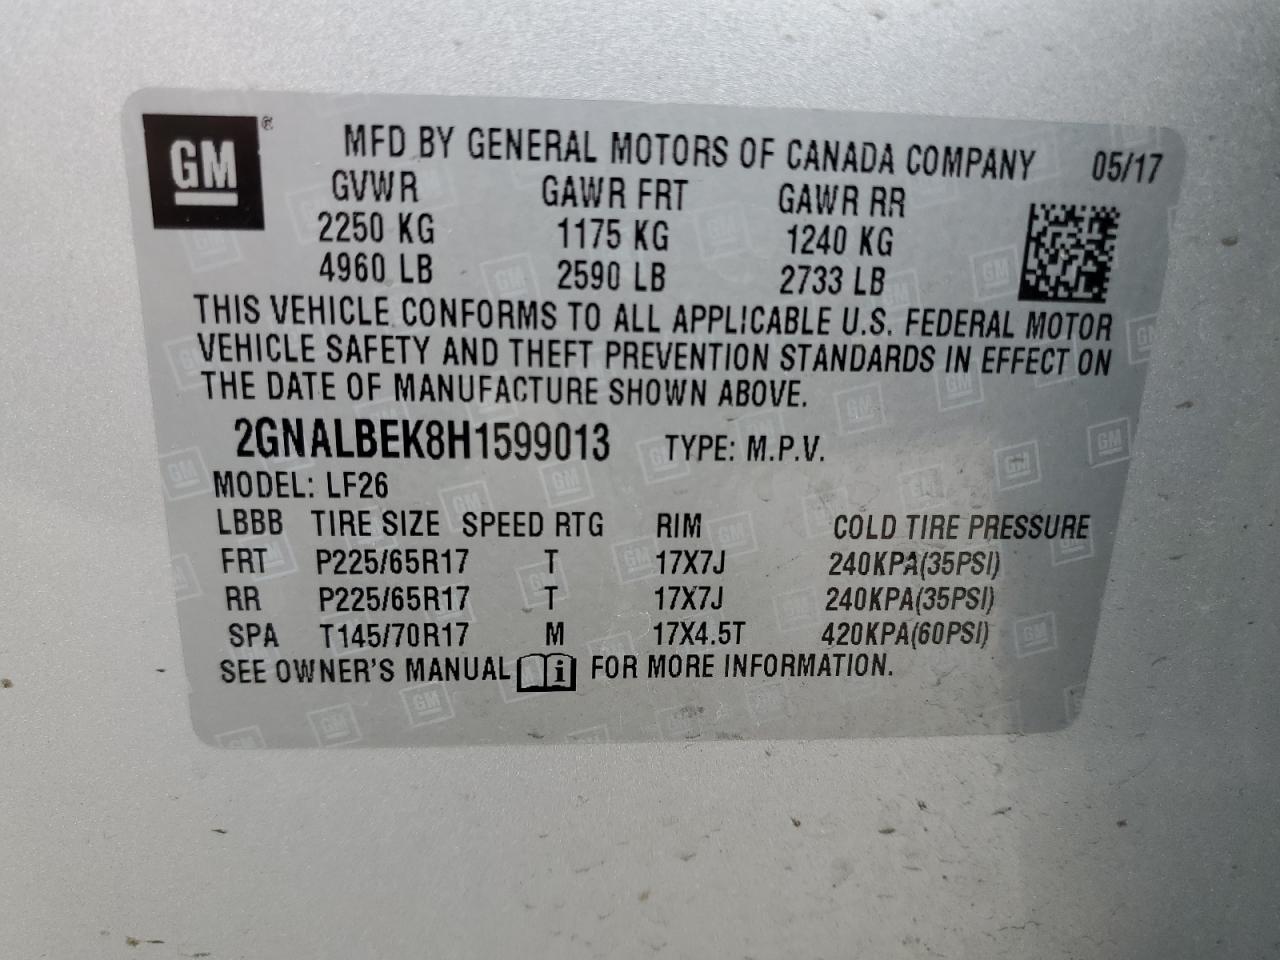 GM ®
MFD BY GENERAL MOTORS OF CANADA COMPANY 05/17
GVWR GAWR FRT GAWR RR
2250 KG 1175 KG 1240 KG
4960 LB 2590 LB 2733 LB
THIS VEHICLE CONFORMS TO ALL APPLICABLE U.S. FEDERAL MOTOR
VEHICLE SAFETY AND THEFT PREVENTION STANDARDS IN EFFECT ON
THE DATE OF MANUFACTURE SHOWN ABOVE.
2GNALBEK8H1599013 TYPE: M.P.V.
MODEL: LF26
LBBB TIRE SIZE SPEED RTG RIM COLD TIRE PRESSURE
FRT P225/65R17 T 17X7J 240KPA(35PSI)
RR P225/65R17 T 17X7J 240KPA(35PSI)
SPA T145/70R17 M 17X4.5T 420KPA(60PSI)
SEE OWNER'S MANUAL i FOR MORE INFORMATION.